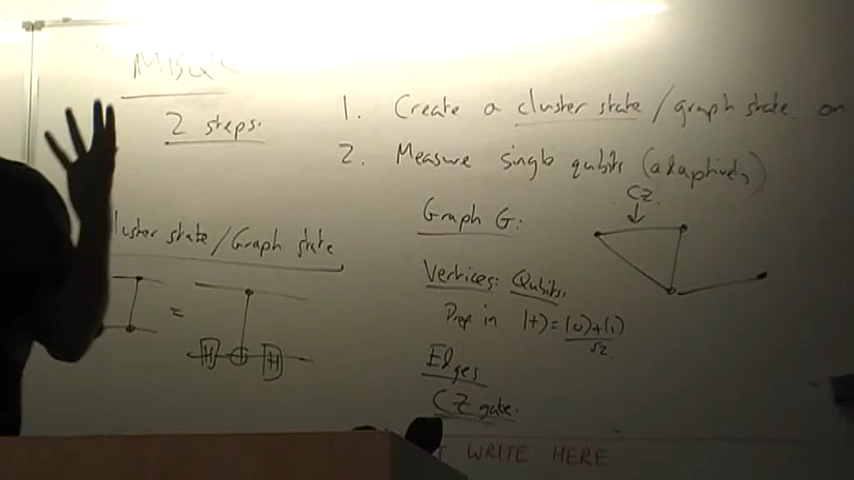 MBQC
2 steps.
1. Create a cluster state / graph state on
2. Measure single qubits (adaptively)
cluster state / Graph state
=
H H
Graph G:
CZ
Vertices: Qubits.
Prep in |+⟩ = |0⟩+|1⟩
√2
Edges
CZ gate.
WRITE HERE